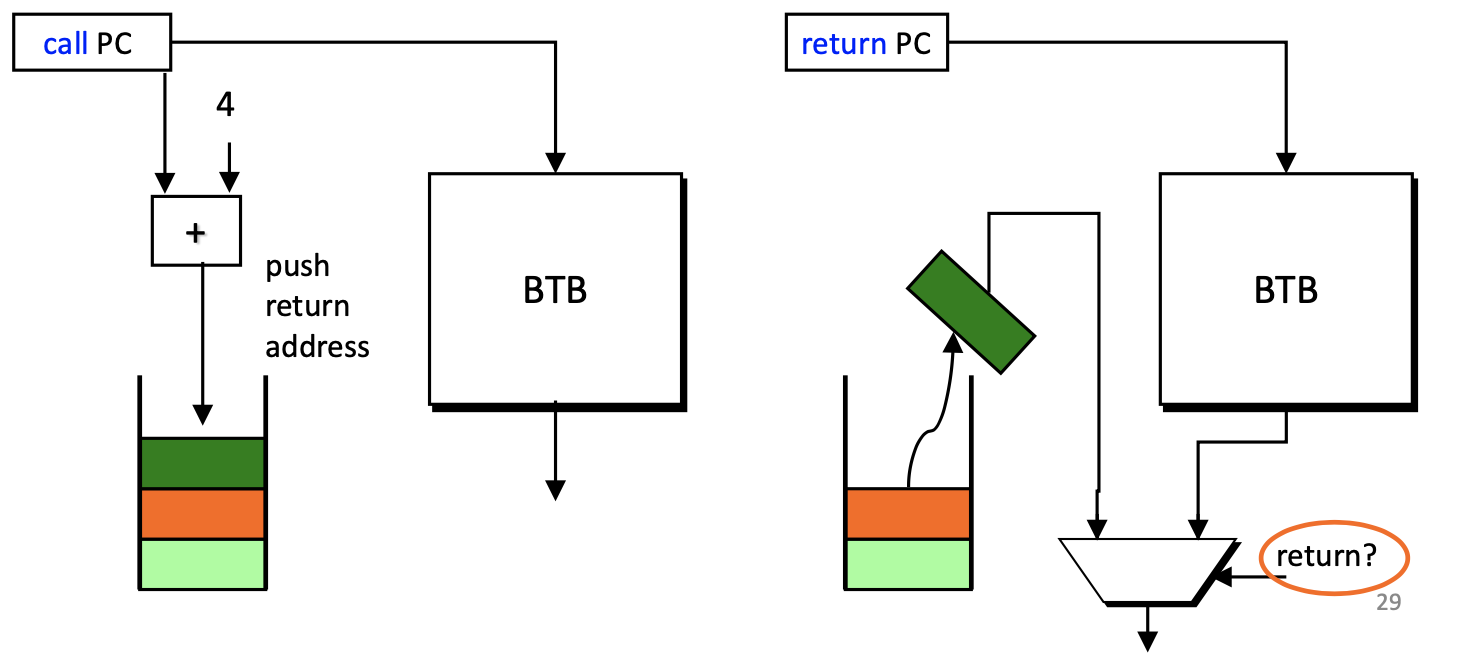 call PC
4
+
push
return
address
BTB
return PC
BTB
return?
29